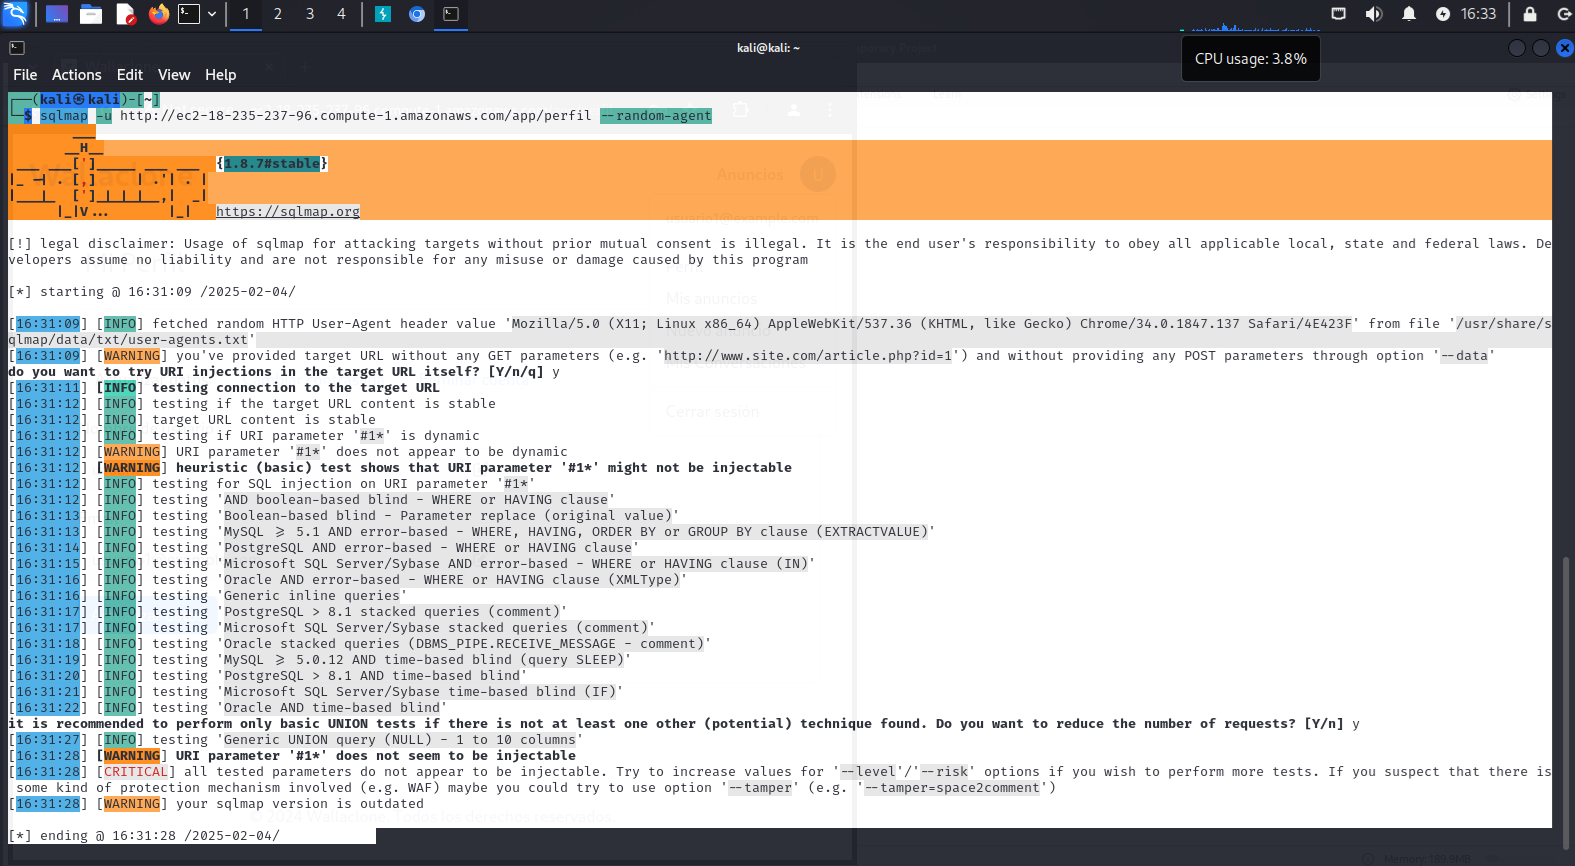 1 2 3 4 16:33
kali@kali: ~
CPU usage: 3.8%
File Actions Edit View Help
(kali㉿kali)-[~]
$ sqlmap -u http://ec2-18-235-237-96.compute-1.amazonaws.com/app/perfil --random-agent
{1.8.7#stable}
https://sqlmap.org
[!] legal disclaimer: Usage of sqlmap for attacking targets without prior mutual consent is illegal. It is the end user's responsibility to obey all applicable local, state and federal laws. De
velopers assume no liability and are not responsible for any misuse or damage caused by this program
[*] starting @ 16:31:09 /2025-02-04/
[16:31:09] [INFO] fetched random HTTP User-Agent header value 'Mozilla/5.0 (X11; Linux x86_64) AppleWebKit/537.36 (KHTML, like Gecko) Chrome/34.0.1847.137 Safari/4E423F' from file '/usr/share/s
qlmap/data/txt/user-agents.txt'
[16:31:09] [WARNING] you've provided target URL without any GET parameters (e.g. 'http://www.site.com/article.php?id=1') and without providing any POST parameters through option '--data'
do you want to try URI injections in the target URL itself? [Y/n/q] y
[16:31:11] [INFO] testing connection to the target URL
[16:31:12] [INFO] testing if the target URL content is stable
[16:31:12] [INFO] target URL content is stable
[16:31:12] [INFO] testing if URI parameter '#1*' is dynamic
[16:31:12] [WARNING] URI parameter '#1*' does not appear to be dynamic
[16:31:12] [WARNING] heuristic (basic) test shows that URI parameter '#1*' might not be injectable
[16:31:12] [INFO] testing for SQL injection on URI parameter '#1*'
[16:31:12] [INFO] testing 'AND boolean-based blind - WHERE or HAVING clause'
[16:31:13] [INFO] testing 'Boolean-based blind - Parameter replace (original value)'
[16:31:13] [INFO] testing 'MySQL >= 5.1 AND error-based - WHERE, HAVING, ORDER BY or GROUP BY clause (EXTRACTVALUE)'
[16:31:14] [INFO] testing 'PostgreSQL AND error-based - WHERE or HAVING clause'
[16:31:15] [INFO] testing 'Microsoft SQL Server/Sybase AND error-based - WHERE or HAVING clause (IN)'
[16:31:16] [INFO] testing 'Oracle AND error-based - WHERE or HAVING clause (XMLType)'
[16:31:16] [INFO] testing 'Generic inline queries'
[16:31:17] [INFO] testing 'PostgreSQL > 8.1 stacked queries (comment)'
[16:31:17] [INFO] testing 'Microsoft SQL Server/Sybase stacked queries (comment)'
[16:31:18] [INFO] testing 'Oracle stacked queries (DBMS_PIPE.RECEIVE_MESSAGE - comment)'
[16:31:19] [INFO] testing 'MySQL >= 5.0.12 AND time-based blind (query SLEEP)'
[16:31:20] [INFO] testing 'PostgreSQL > 8.1 AND time-based blind'
[16:31:21] [INFO] testing 'Microsoft SQL Server/Sybase time-based blind (IF)'
[16:31:22] [INFO] testing 'Oracle AND time-based blind'
it is recommended to perform only basic UNION tests if there is not at least one other (potential) technique found. Do you want to reduce the number of requests? [Y/n] y
[16:31:27] [INFO] testing 'Generic UNION query (NULL) - 1 to 10 columns'
[16:31:28] [WARNING] URI parameter '#1*' does not seem to be injectable
[16:31:28] [CRITICAL] all tested parameters do not appear to be injectable. Try to increase values for '--level'/'--risk' options if you wish to perform more tests. If you suspect that there is
some kind of protection mechanism involved (e.g. WAF) maybe you could try to use option '--tamper' (e.g. '--tamper=space2comment')
[16:31:28] [WARNING] your sqlmap version is outdated
[*] ending @ 16:31:28 /2025-02-04/
Anuncios
Mis anuncios
Cerrar sesión
© 2024 Wallaclone. Todos los derechos reservados